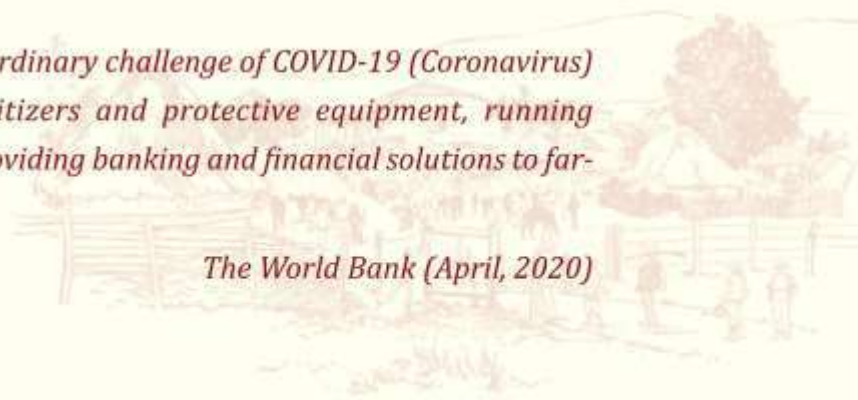 rdinary challenge of COVID-19 (Coronavirus)
itizers and protective equipment, running
oviding banking and financial solutions to far-
The World Bank (April, 2020)